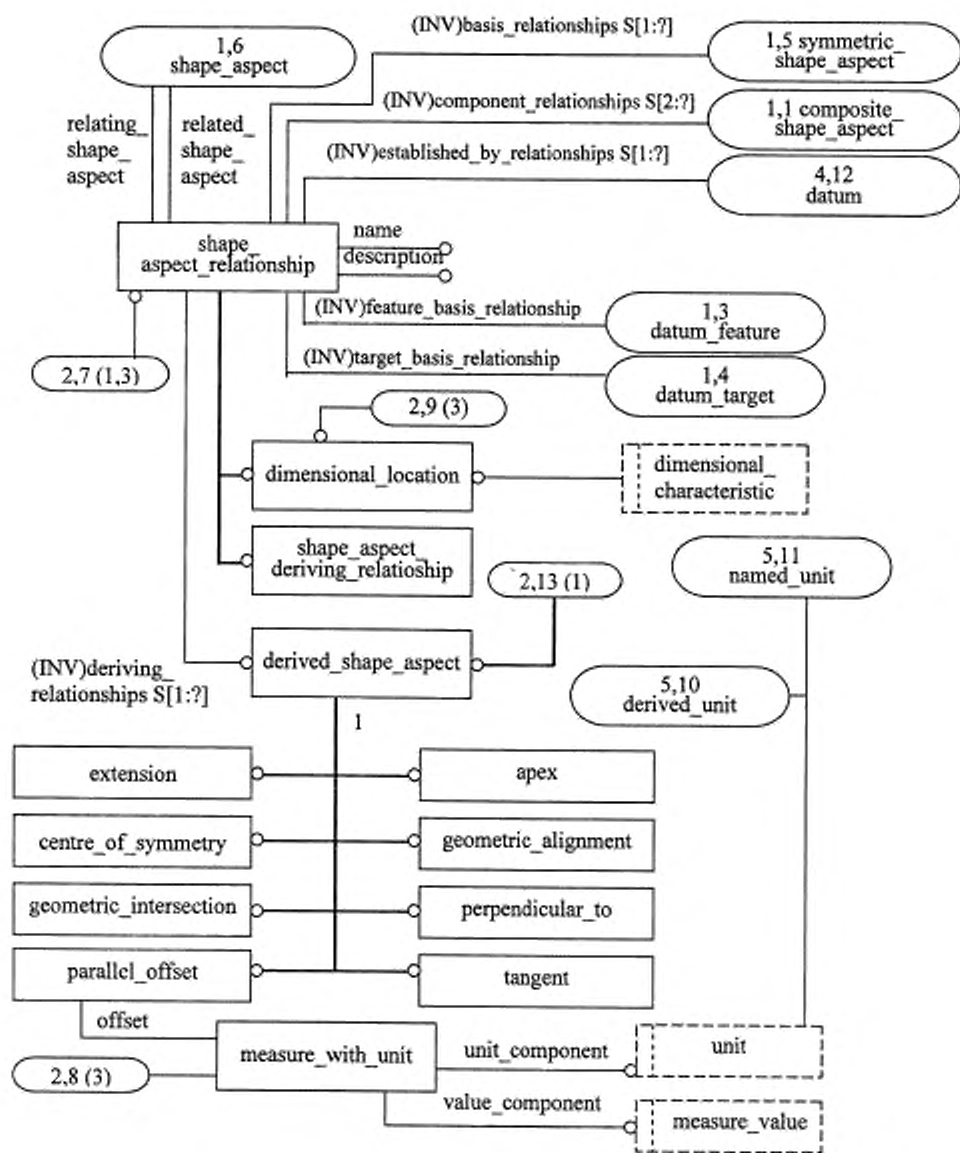 (INV)basis_relationships S[1:?]
1,6
shape_aspect
1,5 symmetric_
shape_aspect
(INV)component_relationships S[2:?]
1,1 composite_
shape_aspect
relating_
shape_
aspect
related_
shape_
aspect
(INV)established_by_relationships S[1:?]
4,12
datum
shape_
aspect_relationship
name
description
(INV)feature_basis_relationship
1,3
datum_feature
2,7 (1,3)
(INV)target_basis_relationship
1,4
datum_target
2,9 (3)
dimensional_location
dimensional_
characteristic
shape_aspect_
deriving_relatioship
2,13 (1)
5,11
named_unit
derived_shape_aspect
(INV)deriving_
relationships S[1:?]
5,10
derived_unit
1
extension
apex
centre_of_symmetry
geometric_alignment
geometric_intersection
perpendicular_to
parallel_offset
tangent
offset
measure_with_unit
unit_component
unit
2,8 (3)
value_component
measure_value